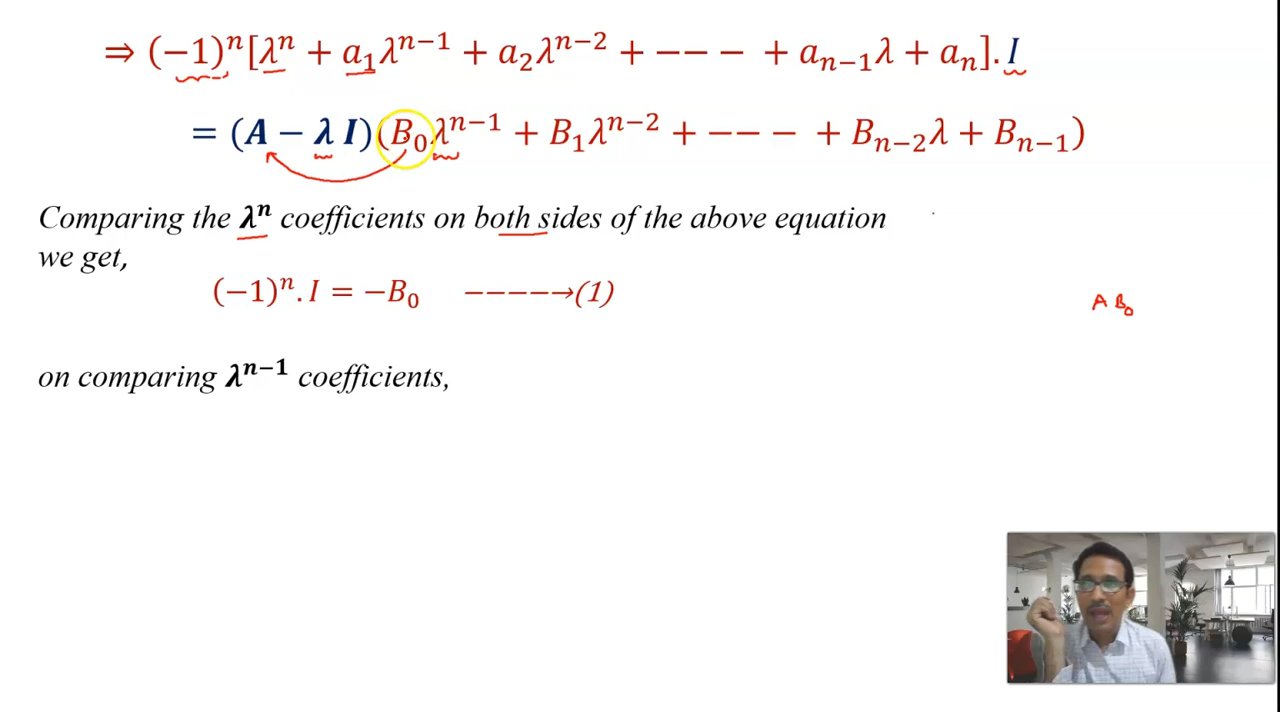 ⇒ (−1)ⁿ[λⁿ + a₁λⁿ⁻¹ + a₂λⁿ⁻² + − − − + aₙ₋₁λ + aₙ]. I
= (A − λ I)(B₀λⁿ⁻¹ + B₁λⁿ⁻² + − − − + Bₙ₋₂λ + Bₙ₋₁)
Comparing the λⁿ coefficients on both sides of the above equation
we get,
(−1)ⁿ. I = −B₀ −−−−−→(1)
A B₀
on comparing λⁿ⁻¹ coefficients,